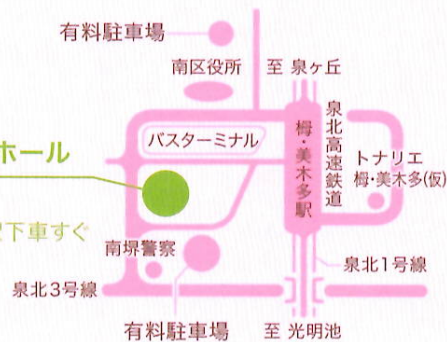 有料駐車場
南区役所
至 泉ヶ丘
バスターミナル
栂・美木多駅
泉北高速鉄道
トナリエ
栂・美木多(仮)
ホール
下車すぐ
南堺警察
泉北1号線
泉北3号線
有料駐車場
至 光明池